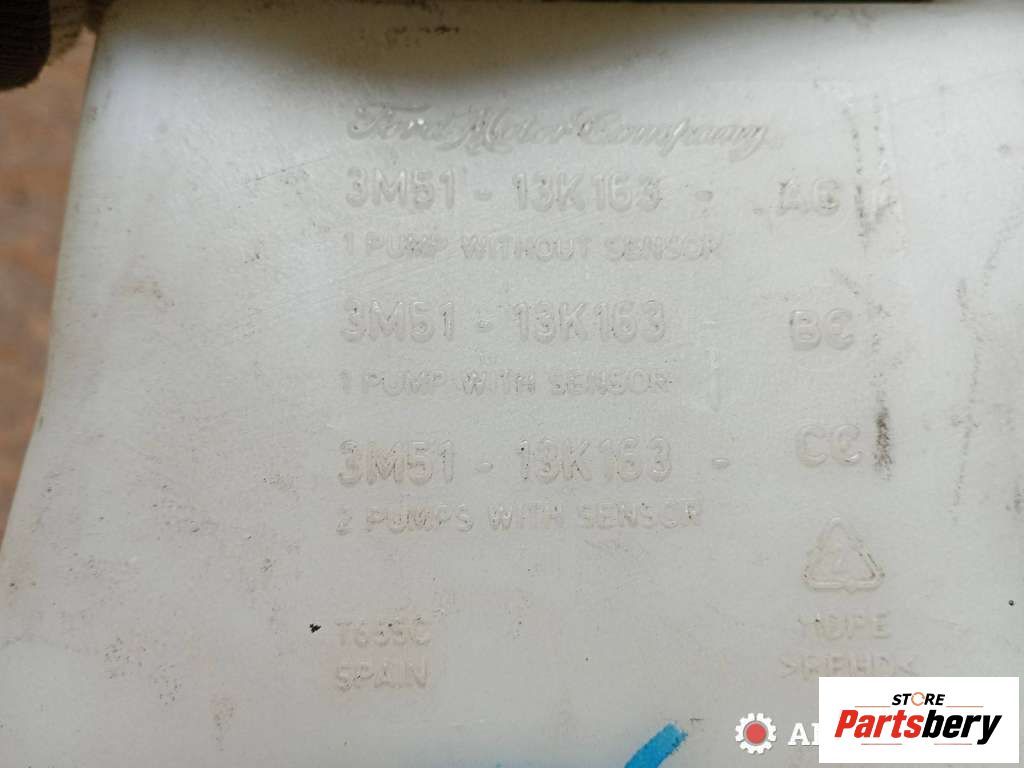 Ford Motor Company
3M51 - 13K163 - AC
1 PUMP WITHOUT SENSOR
3M51 - 13K163 - BC
1 PUMP WITH SENSOR
3M51 - 13K163 - CC
2 PUMPS WITH SENSOR
2
SPAIN
HDPE
STORE
Partsbery